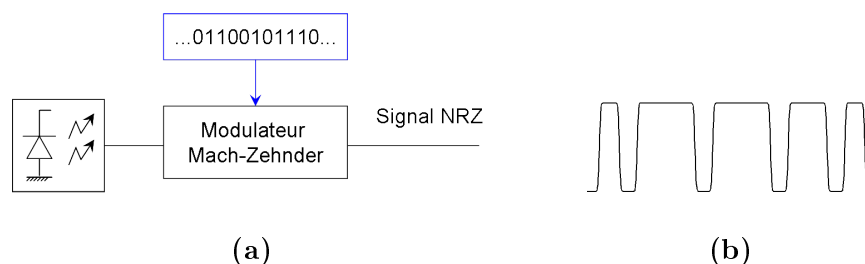 ...01100101110...
Modulateur
Mach-Zehnder
Signal NRZ
(a)
(b)